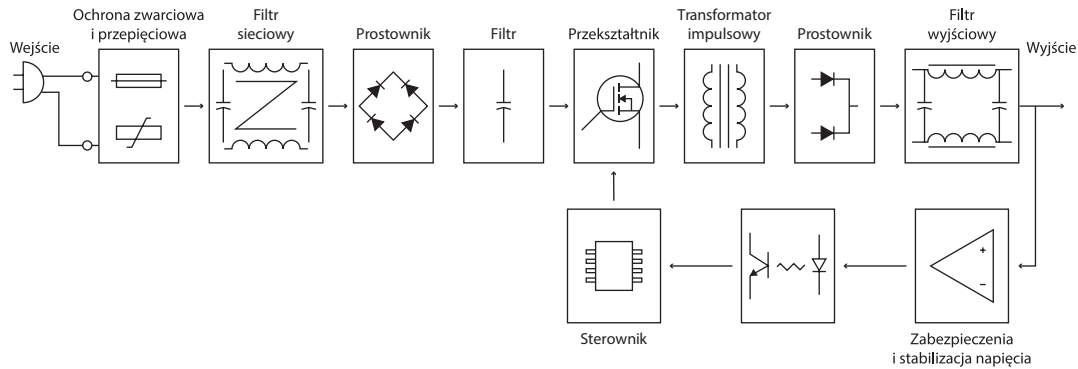 Wejście
Ochrona zwarciowa
i przepięciowa
Filtr
sieciowy
Prostownik
Filtr
Przekształtnik
Transformator
impulsowy
Prostownik
Filtr
wyjściowy
Wyjście
+
–
Sterownik
Zabezpieczenia
i stabilizacja napięcia